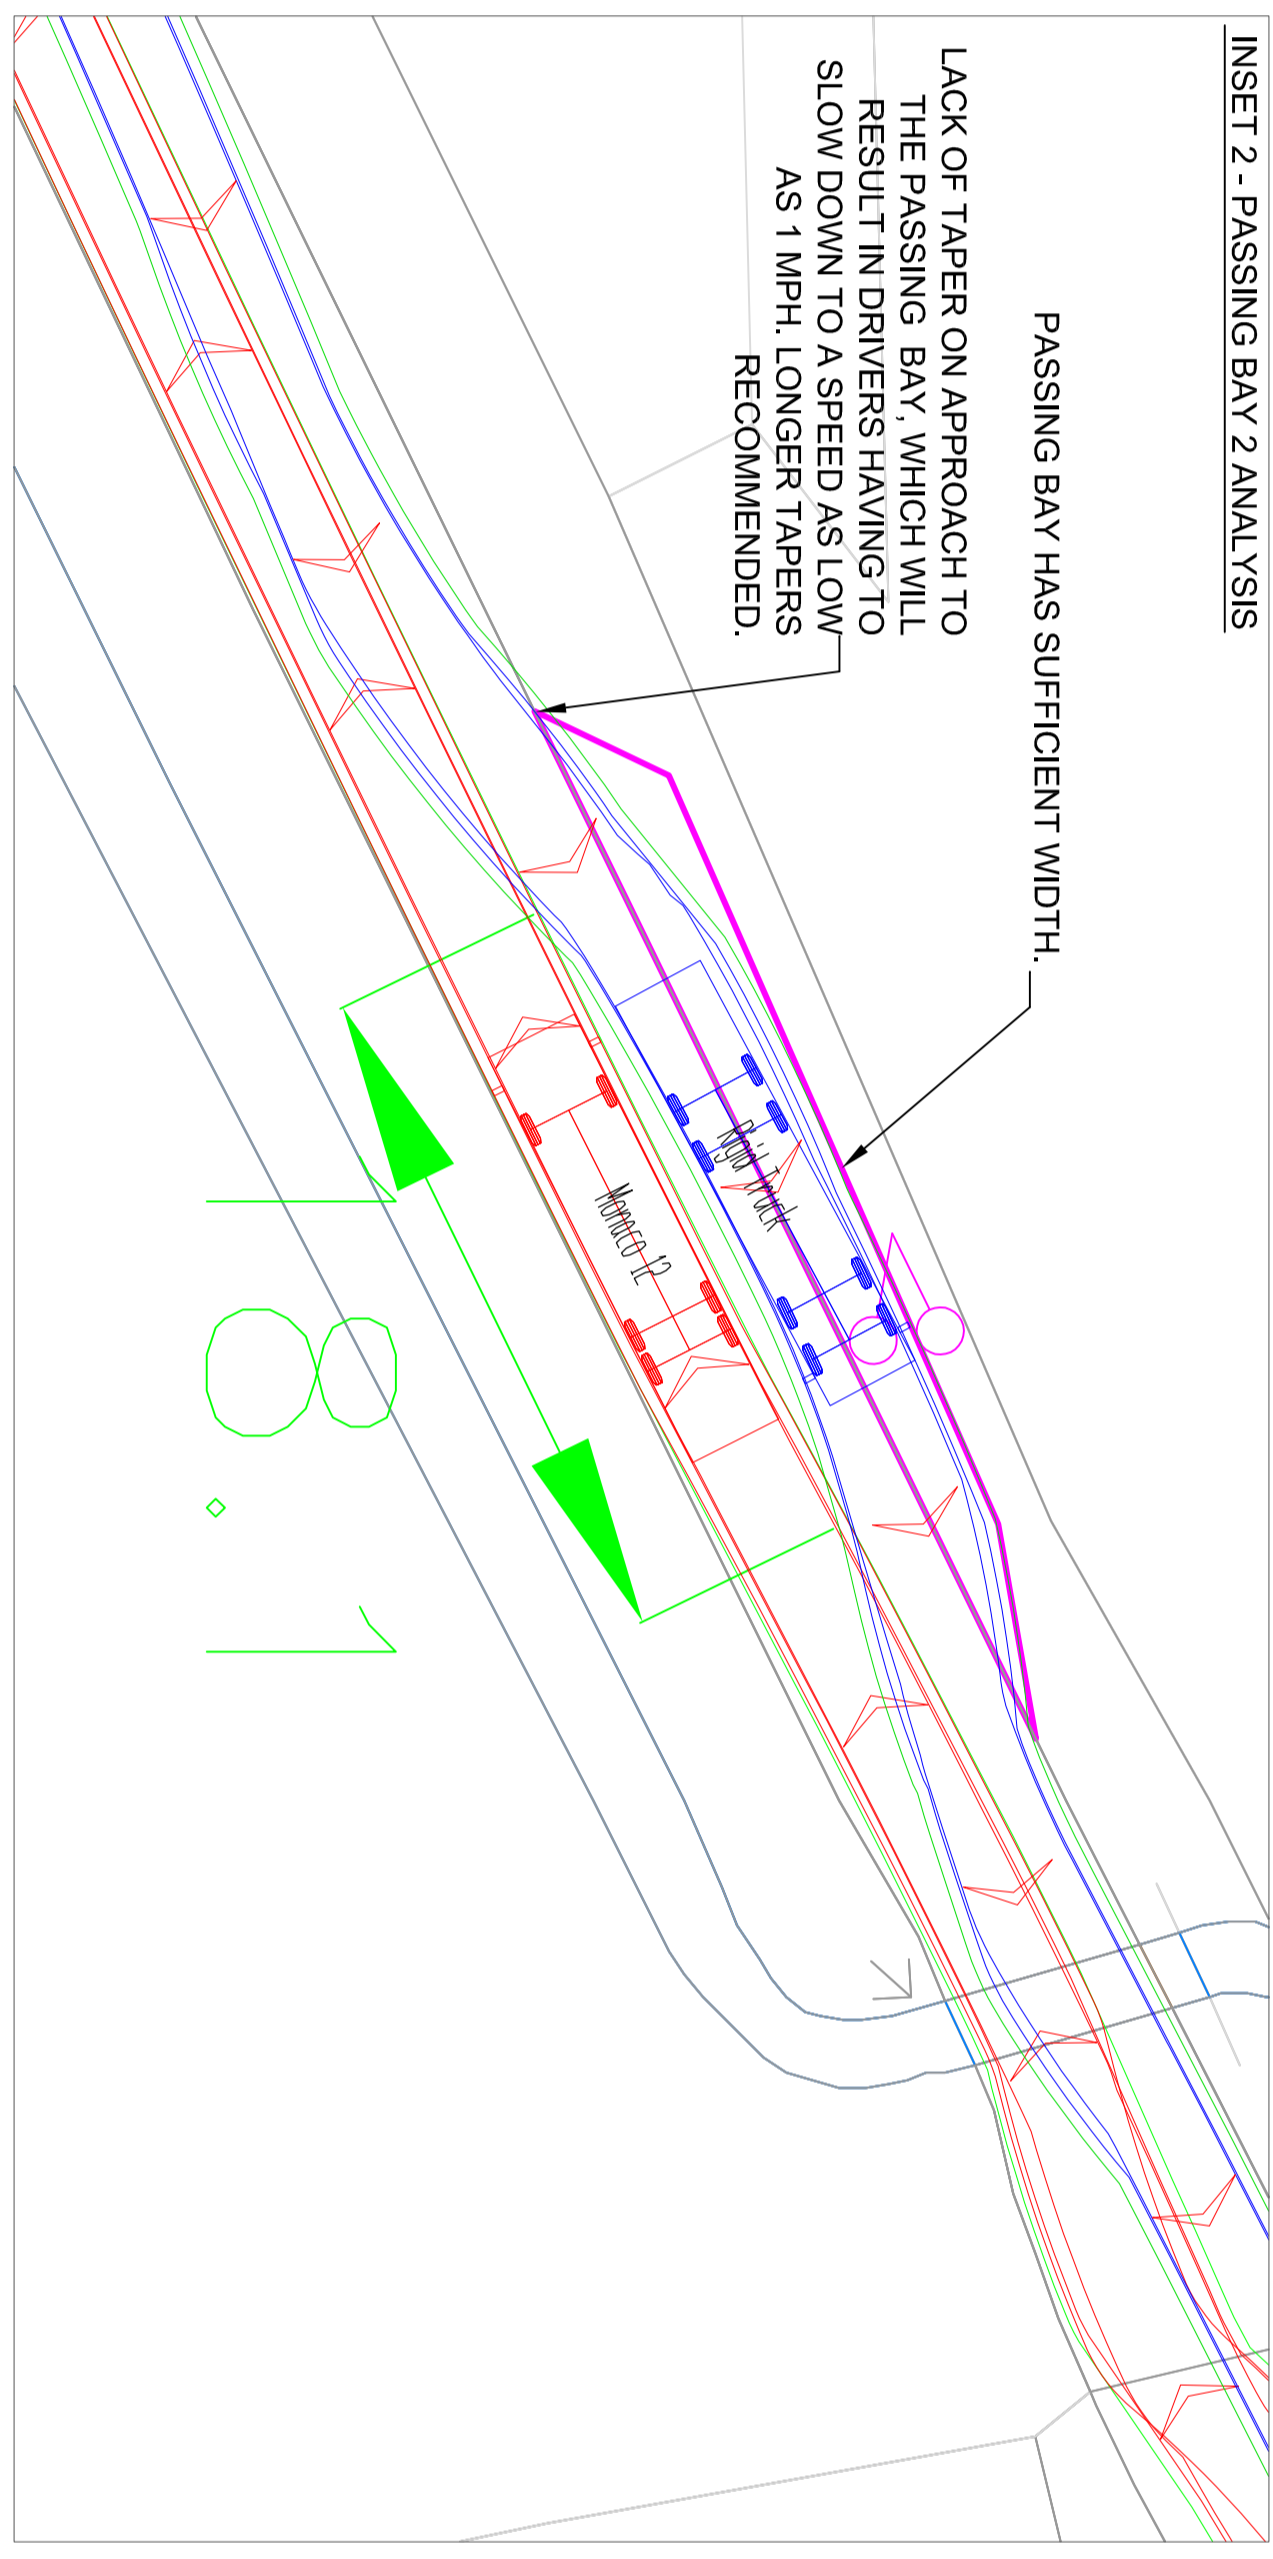 INSET 2 - PASSING BAY 2 ANALYSIS
PASSING BAY HAS SUFFICIENT WIDTH.
LACK OF TAPER ON APPROACH TO
THE PASSING BAY, WHICH WILL
RESULT IN DRIVERS HAVING TO
SLOW DOWN TO A SPEED AS LOW
AS 1 MPH. LONGER TAPERS
RECOMMENDED.
Rigid Truck
Monaco 12
18.1